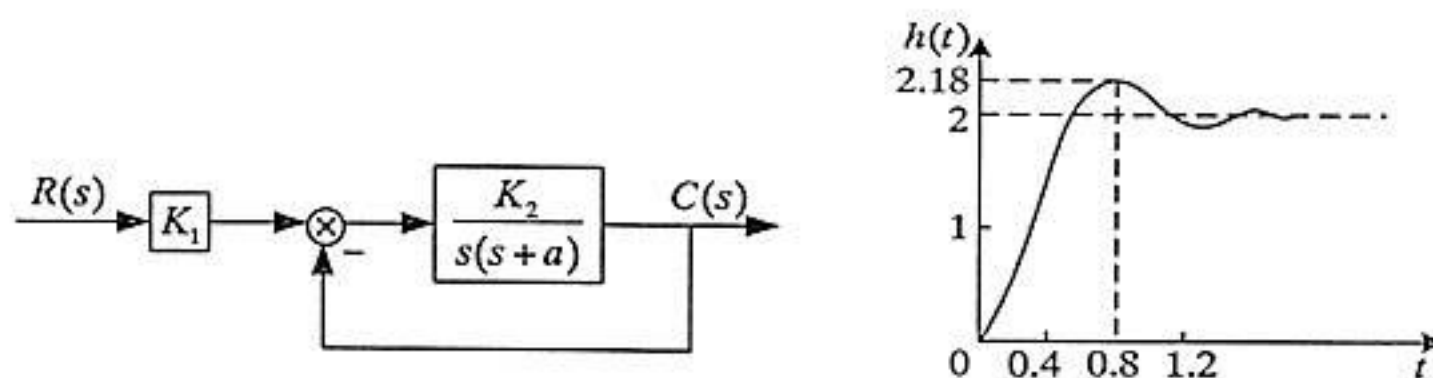 R(s)
K₁
−
K₂
s(s + a)
C(s)
h(t)
2.18
2
1
0 0.4 0.8 1.2 t